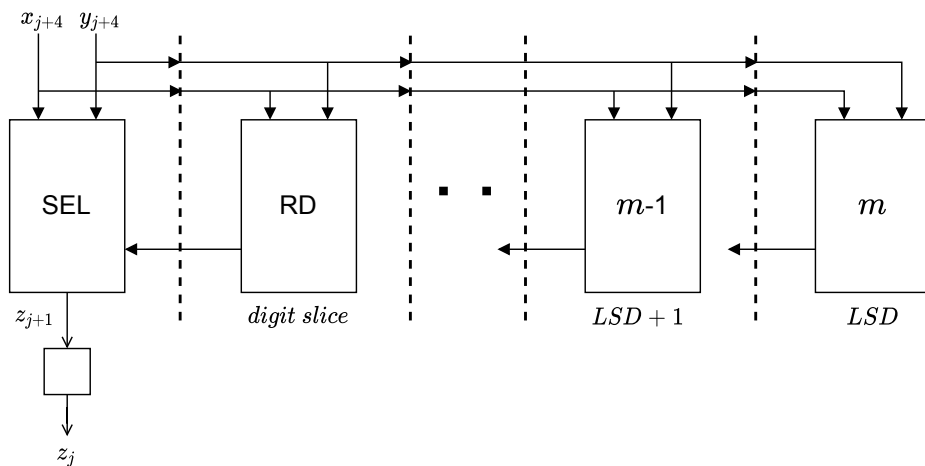 x_{j+4} y_{j+4}
SEL RD m-1 m
z_{j+1} digit slice LSD + 1 LSD
z_j